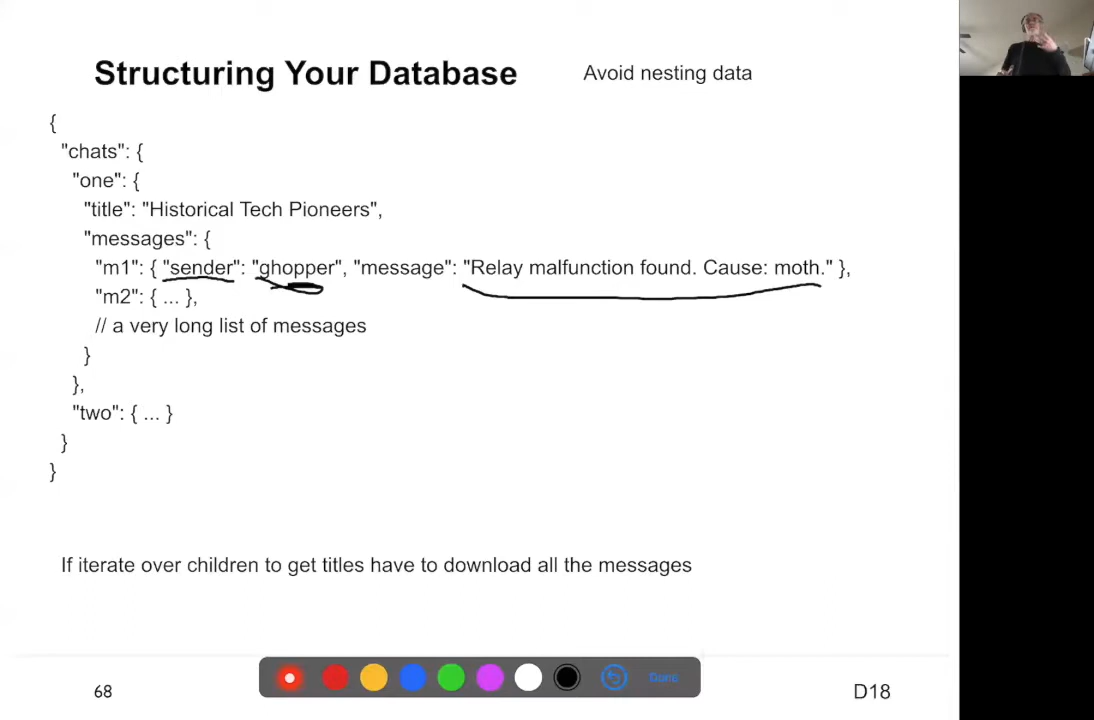 Structuring Your Database
Avoid nesting data
{
"chats": {
"one": {
"title": "Historical Tech Pioneers",
"messages": {
"m1": { "sender": "ghopper", "message": "Relay malfunction found. Cause: moth." },
"m2": { ... },
// a very long list of messages
}
},
"two": { ... }
}
}
If iterate over children to get titles have to download all the messages
Done
68
D18